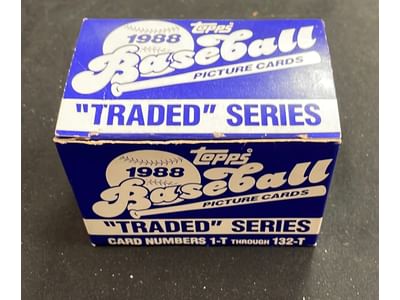 topps®
1988
Baseball
PICTURE CARDS
"TRADED" SERIES
topps®
1988
Baseball
PICTURE CARDS
"TRADED" SERIES
CARD NUMBERS 1-T THROUGH 132-T